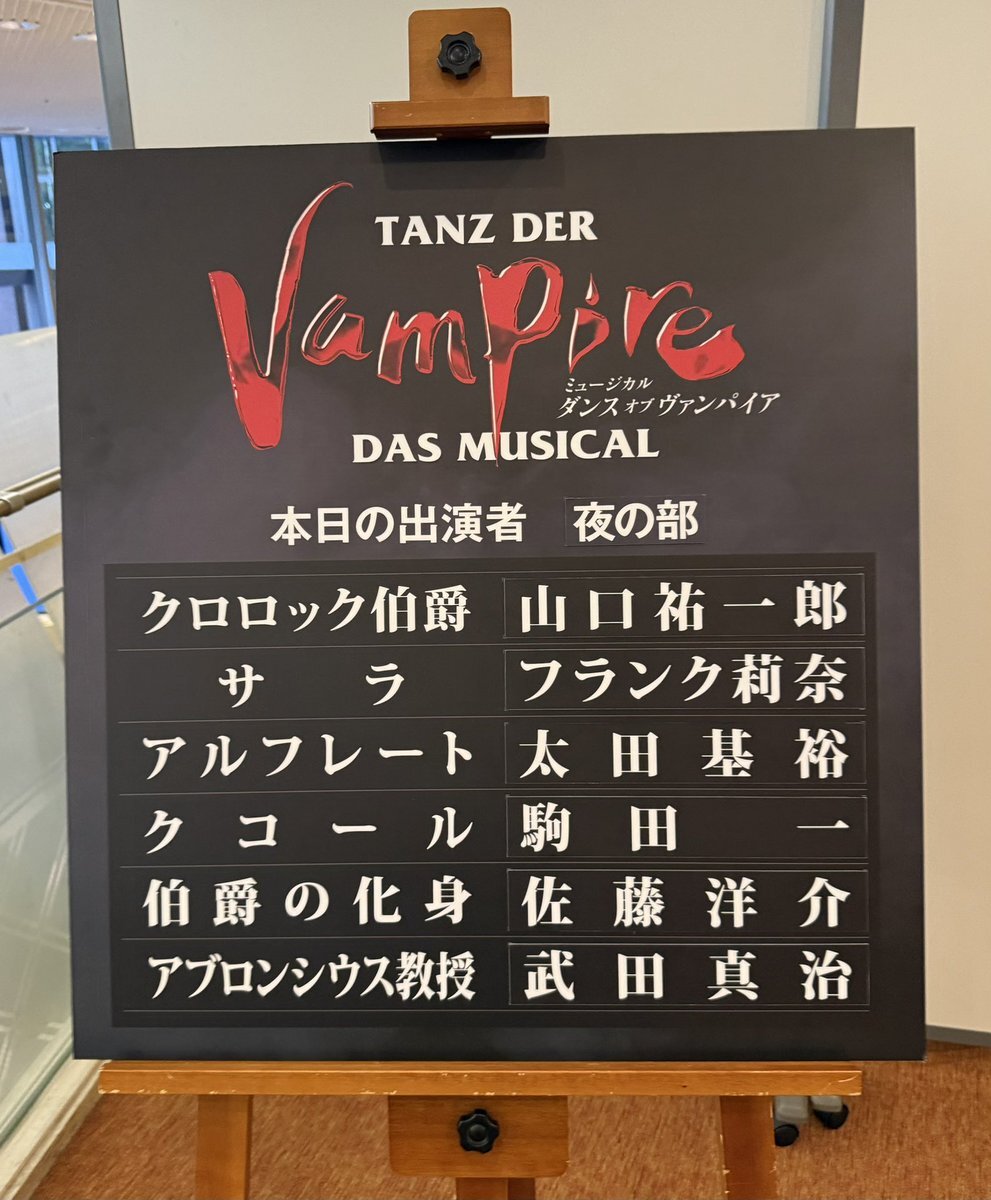 TANZ DER
Vampire
ミュージカル
ダンス オブ ヴァンパイア
DAS MUSICAL
本日の出演者 夜の部
クロロック伯爵 山口祐一郎
サラ フランク莉奈
アルフレート 太田基裕
クコール 駒田一
伯爵の化身 佐藤洋介
アブロンシウス教授 武田真治